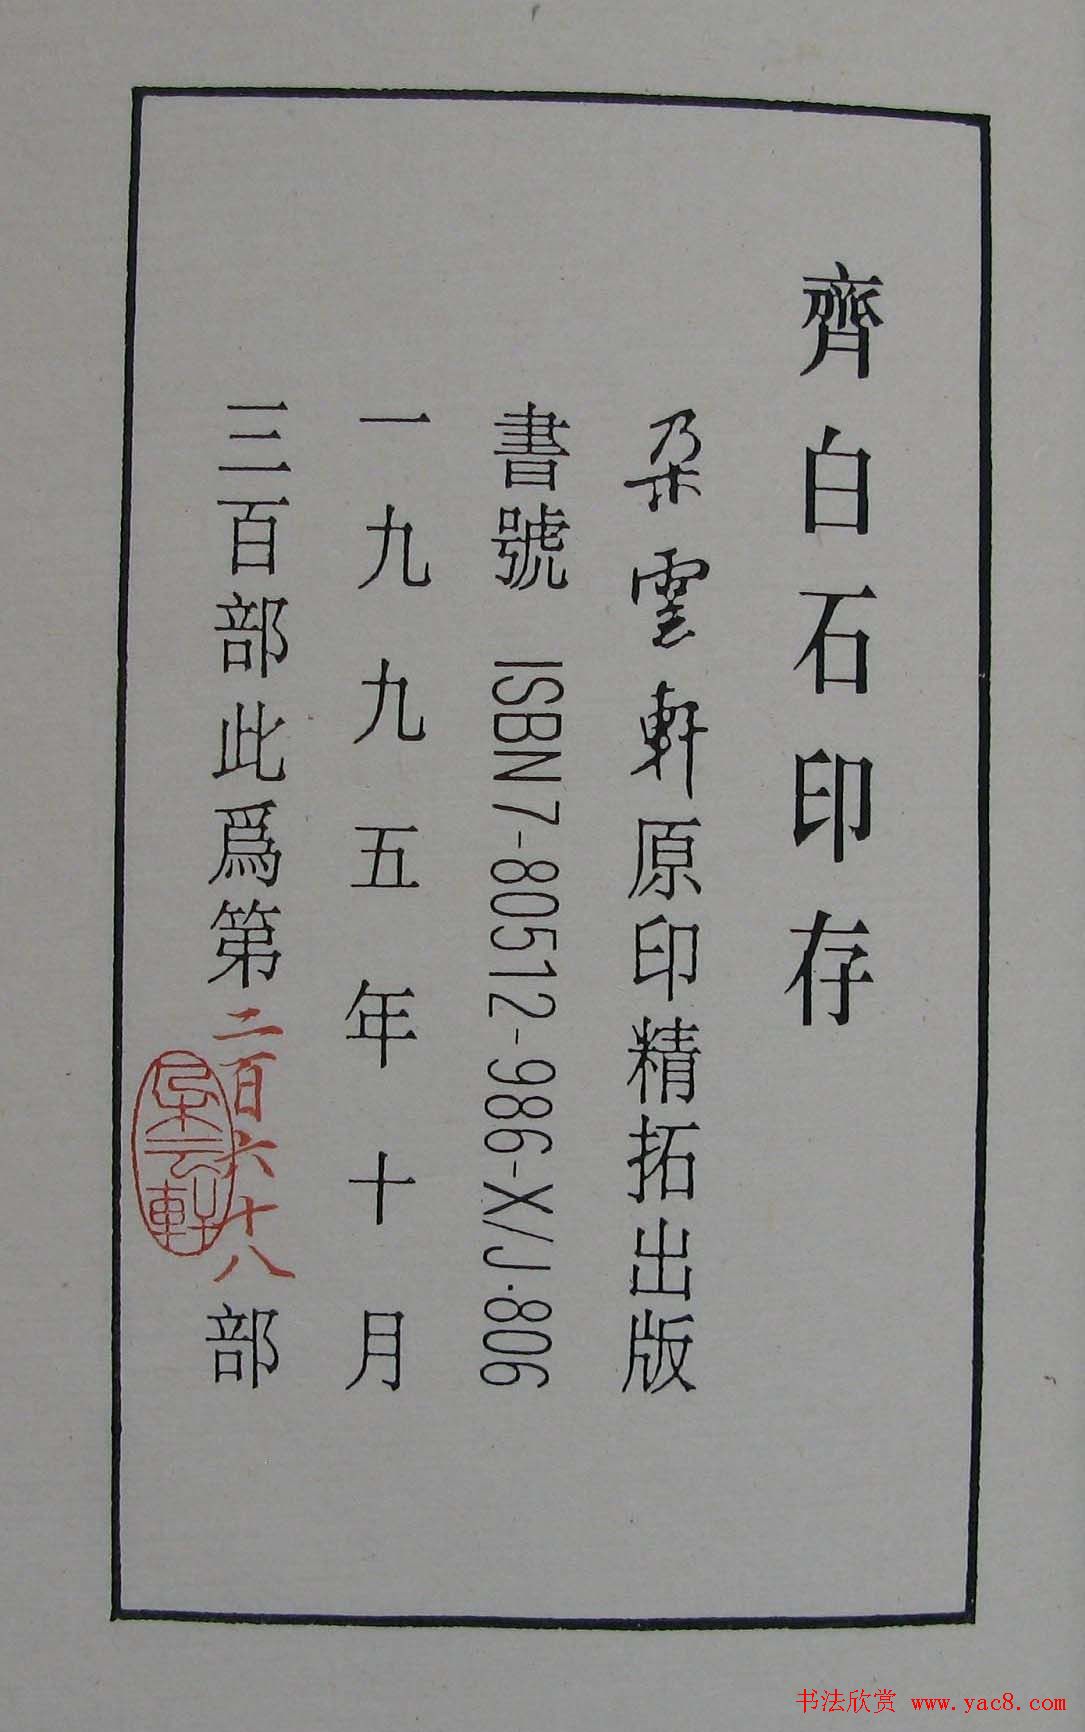 齊白石印存
朵雲軒原印精拓出版
書號 ISBN7-80512-986-X/J·806
一九九五年十月
三百部此爲第二百六十八部
朵云軒
书法欣赏 www.yac8.com